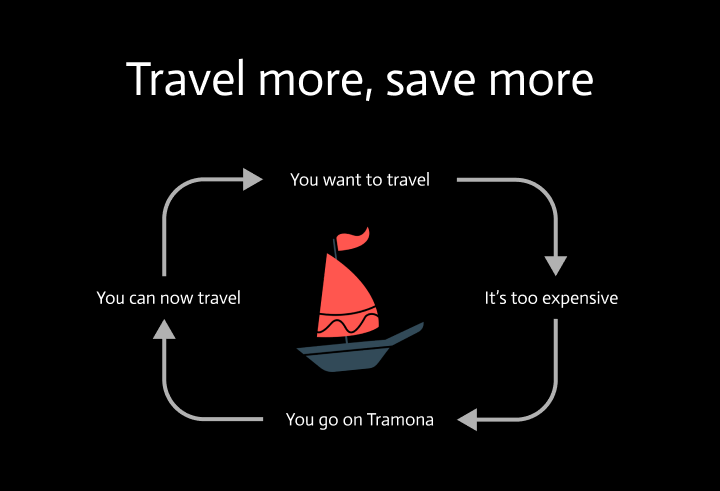 Travel more, save more
You want to travel
You can now travel
It’s too expensive
You go on Tramona